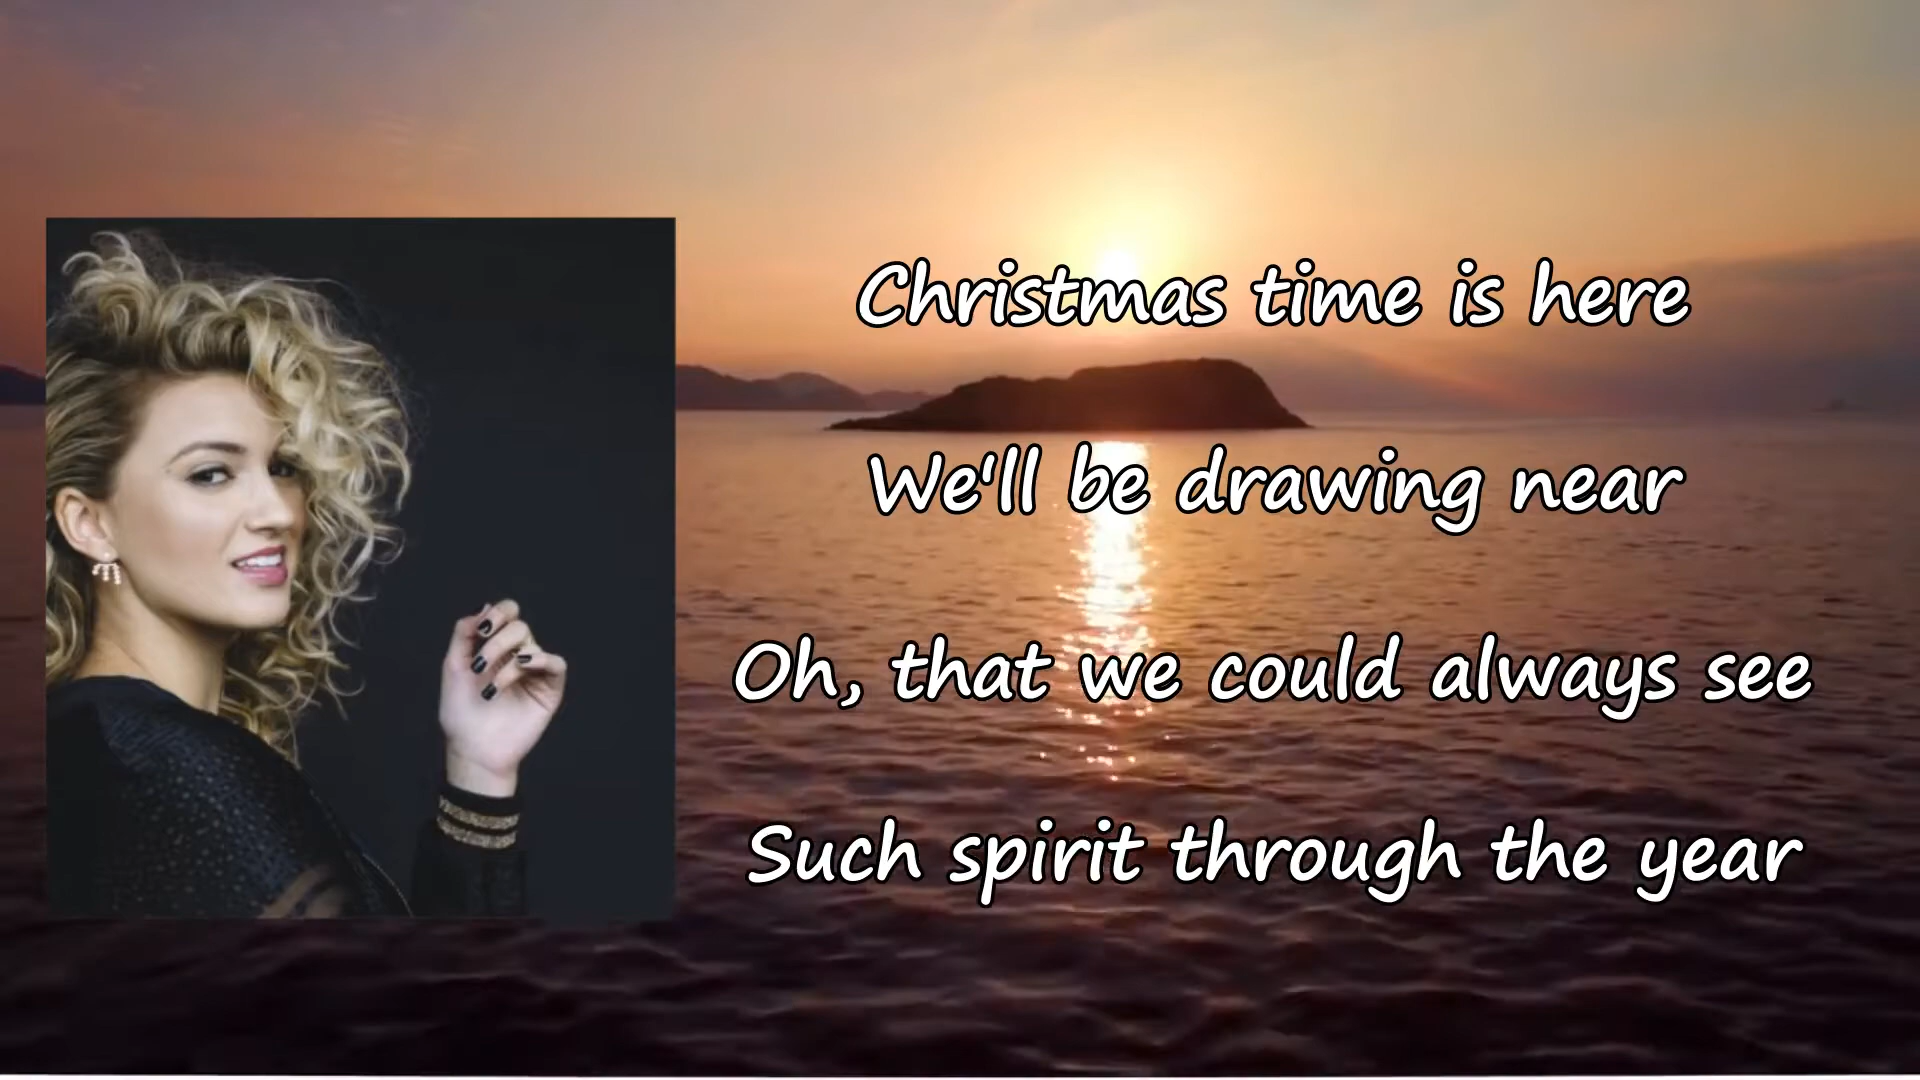 Christmas time is here
We'll be drawing near
Oh, that we could always see
Such spirit through the year